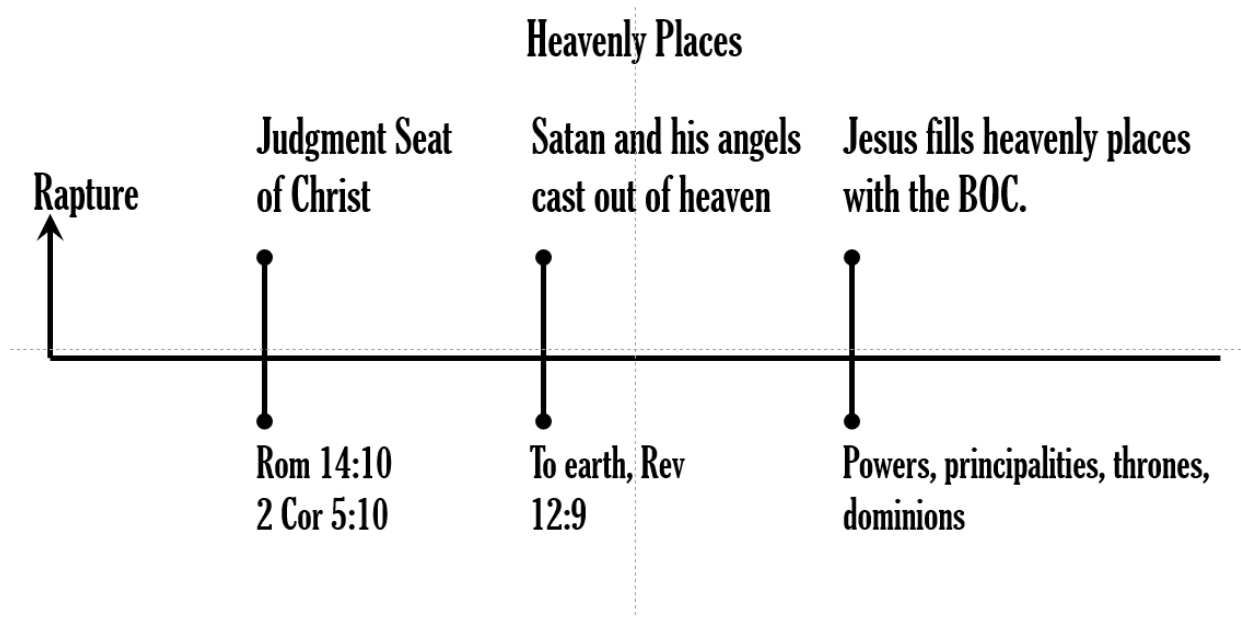 Heavenly Places
Rapture
Judgment Seat
of Christ
Satan and his angels
cast out of heaven
Jesus fills heavenly places
with the BOC.
Rom 14:10
2 Cor 5:10
To earth, Rev
12:9
Powers, principalities, thrones,
dominions